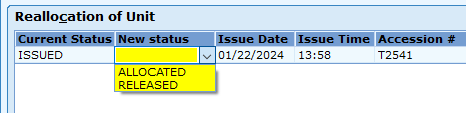 Reallocation of Unit
Current Status New status Issue Date Issue Time Accession #
ISSUED 01/22/2024 13:58 T2541
ALLOCATED
RELEASED